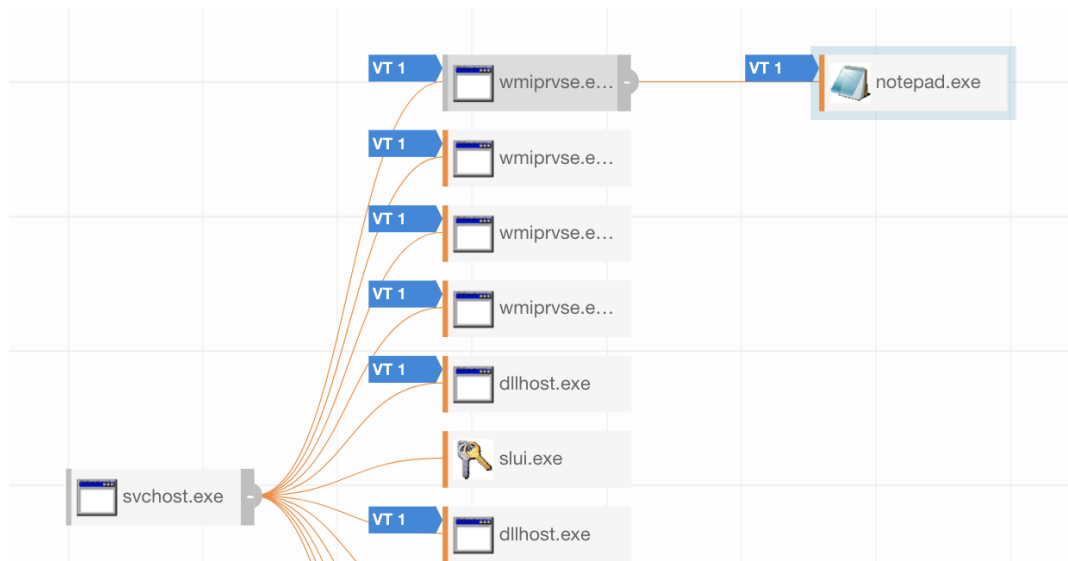 VT 1
wmiprvse.e...
VT 1
notepad.exe
VT 1
wmiprvse.e...
VT 1
wmiprvse.e...
VT 1
wmiprvse.e...
VT 1
dllhost.exe
slui.exe
svchost.exe
VT 1
dllhost.exe